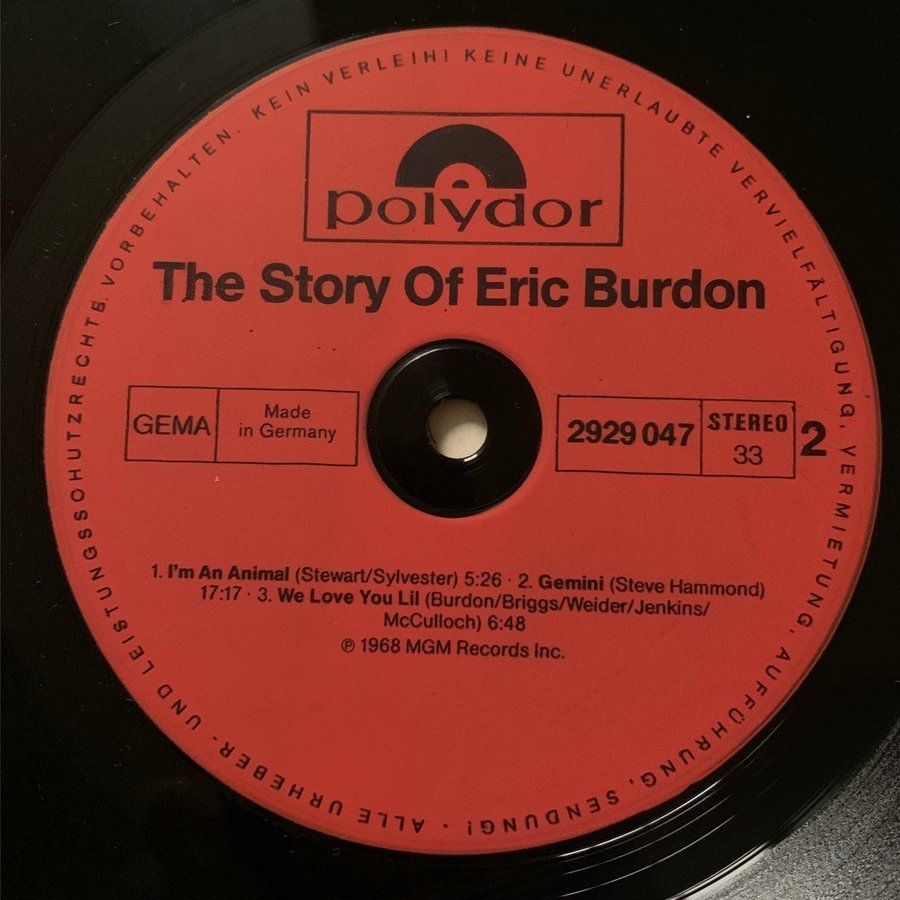 ALLE URHEBER- UND LEISTUNGSSOHUTZRECHTE VORBEHALTEN. KEIN VERLEIH! KEINE UNERLAUBTE VERVIELFÄLTIGUNG, VERMIETUNG, AUFFÜHRUNG, SENDUNG! ·
polydor
The Story Of Eric Burdon
GEMA
Made
in Germany
2929 047
STEREO
33
2
1. I'm An Animal (Stewart/Sylvester) 5:26 · 2. Gemini (Steve Hammond)
17:17 · 3. We Love You Lil (Burdon/Briggs/Weider/Jenkins/
McCulloch) 6:48
℗ 1968 MGM Records Inc.